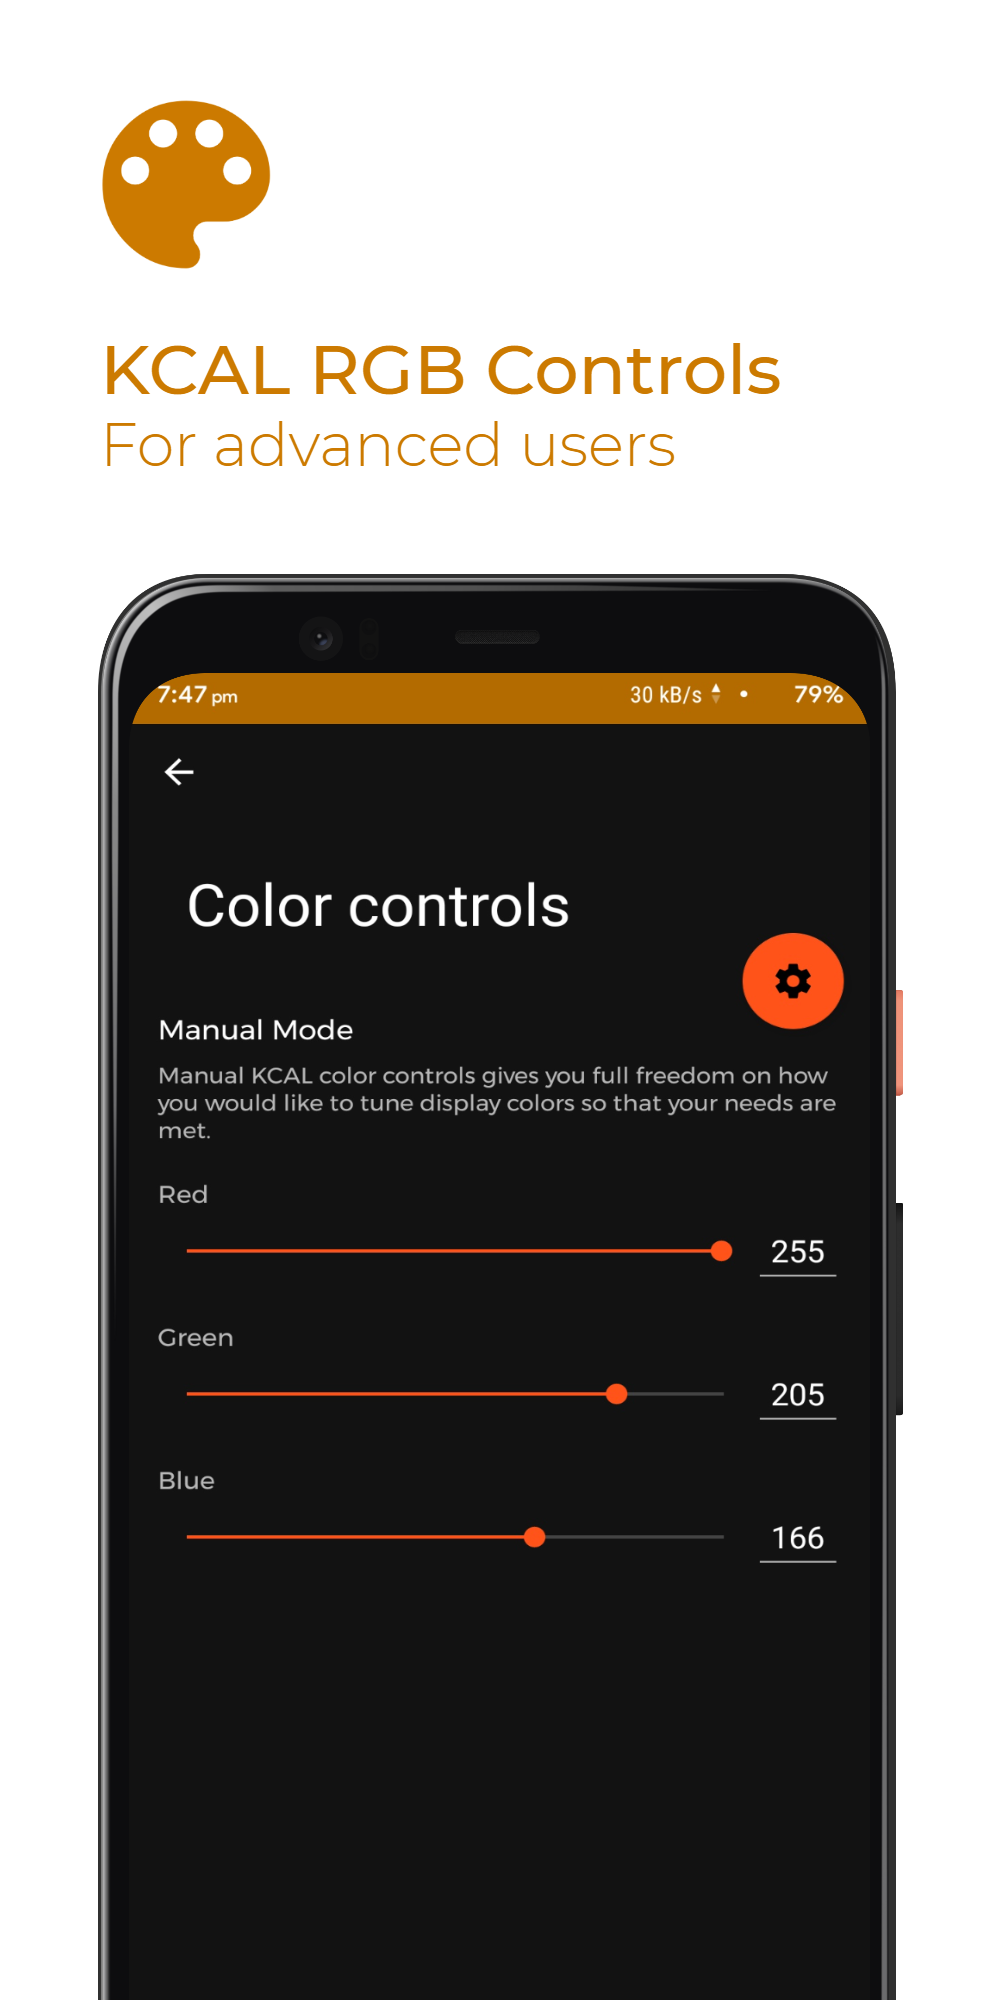 KCAL RGB Controls
For advanced users
7:47 pm 30 kB/s 79%
Color controls
Manual Mode
Manual KCAL color controls gives you full freedom on how
you would like to tune display colors so that your needs are
met.
Red
255
Green
205
Blue
166